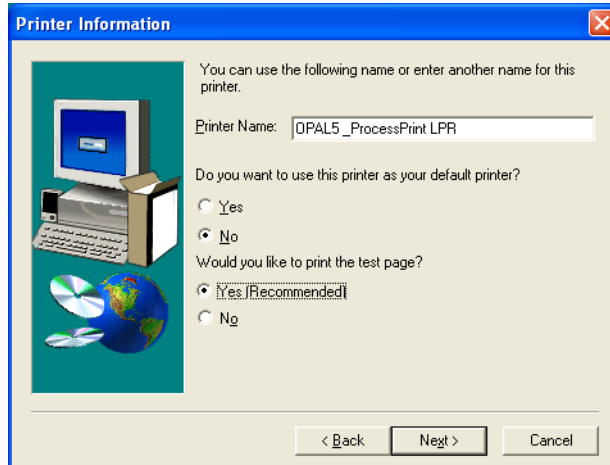 Printer Information
You can use the following name or enter another name for this
printer.
Printer Name: OPAL5 _ProcessPrint LPR
Do you want to use this printer as your default printer?
Yes
No
Would you like to print the test page?
Yes (Recommended)
No
< Back Next > Cancel